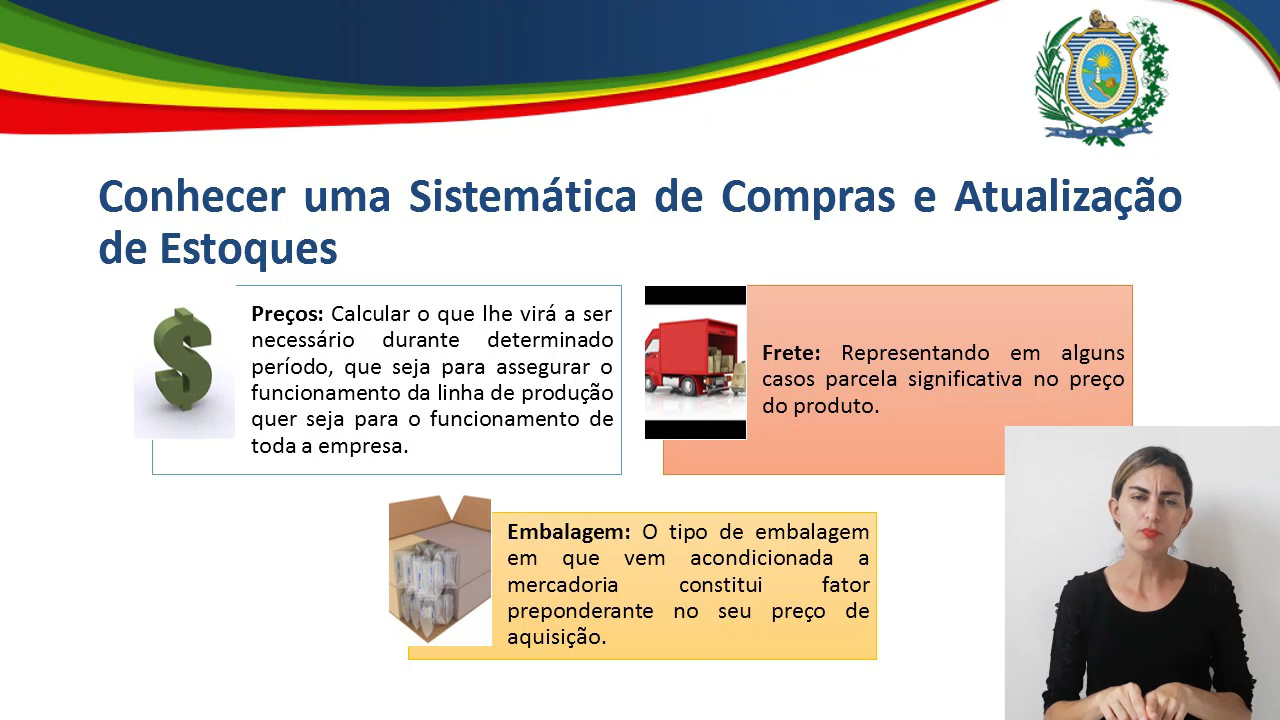 Conhecer uma Sistemática de Compras e Atualização
de Estoques
Preços: Calcular o que lhe virá a ser
necessário durante determinado
período, que seja para assegurar o
funcionamento da linha de produção
quer seja para o funcionamento de
toda a empresa.
Frete: Representando em alguns
casos parcela significativa no preço
do produto.
Embalagem: O tipo de embalagem
em que vem acondicionada a
mercadoria constitui fator
preponderante no seu preço de
aquisição.